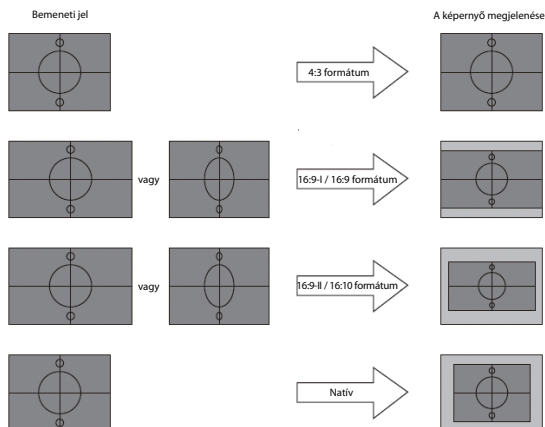 Bemeneti jel
A képernyő megjelenése
4:3 formátum
vagy
16:9-I / 16:9 formátum
vagy
16:9-II / 16:10 formátum
Natív